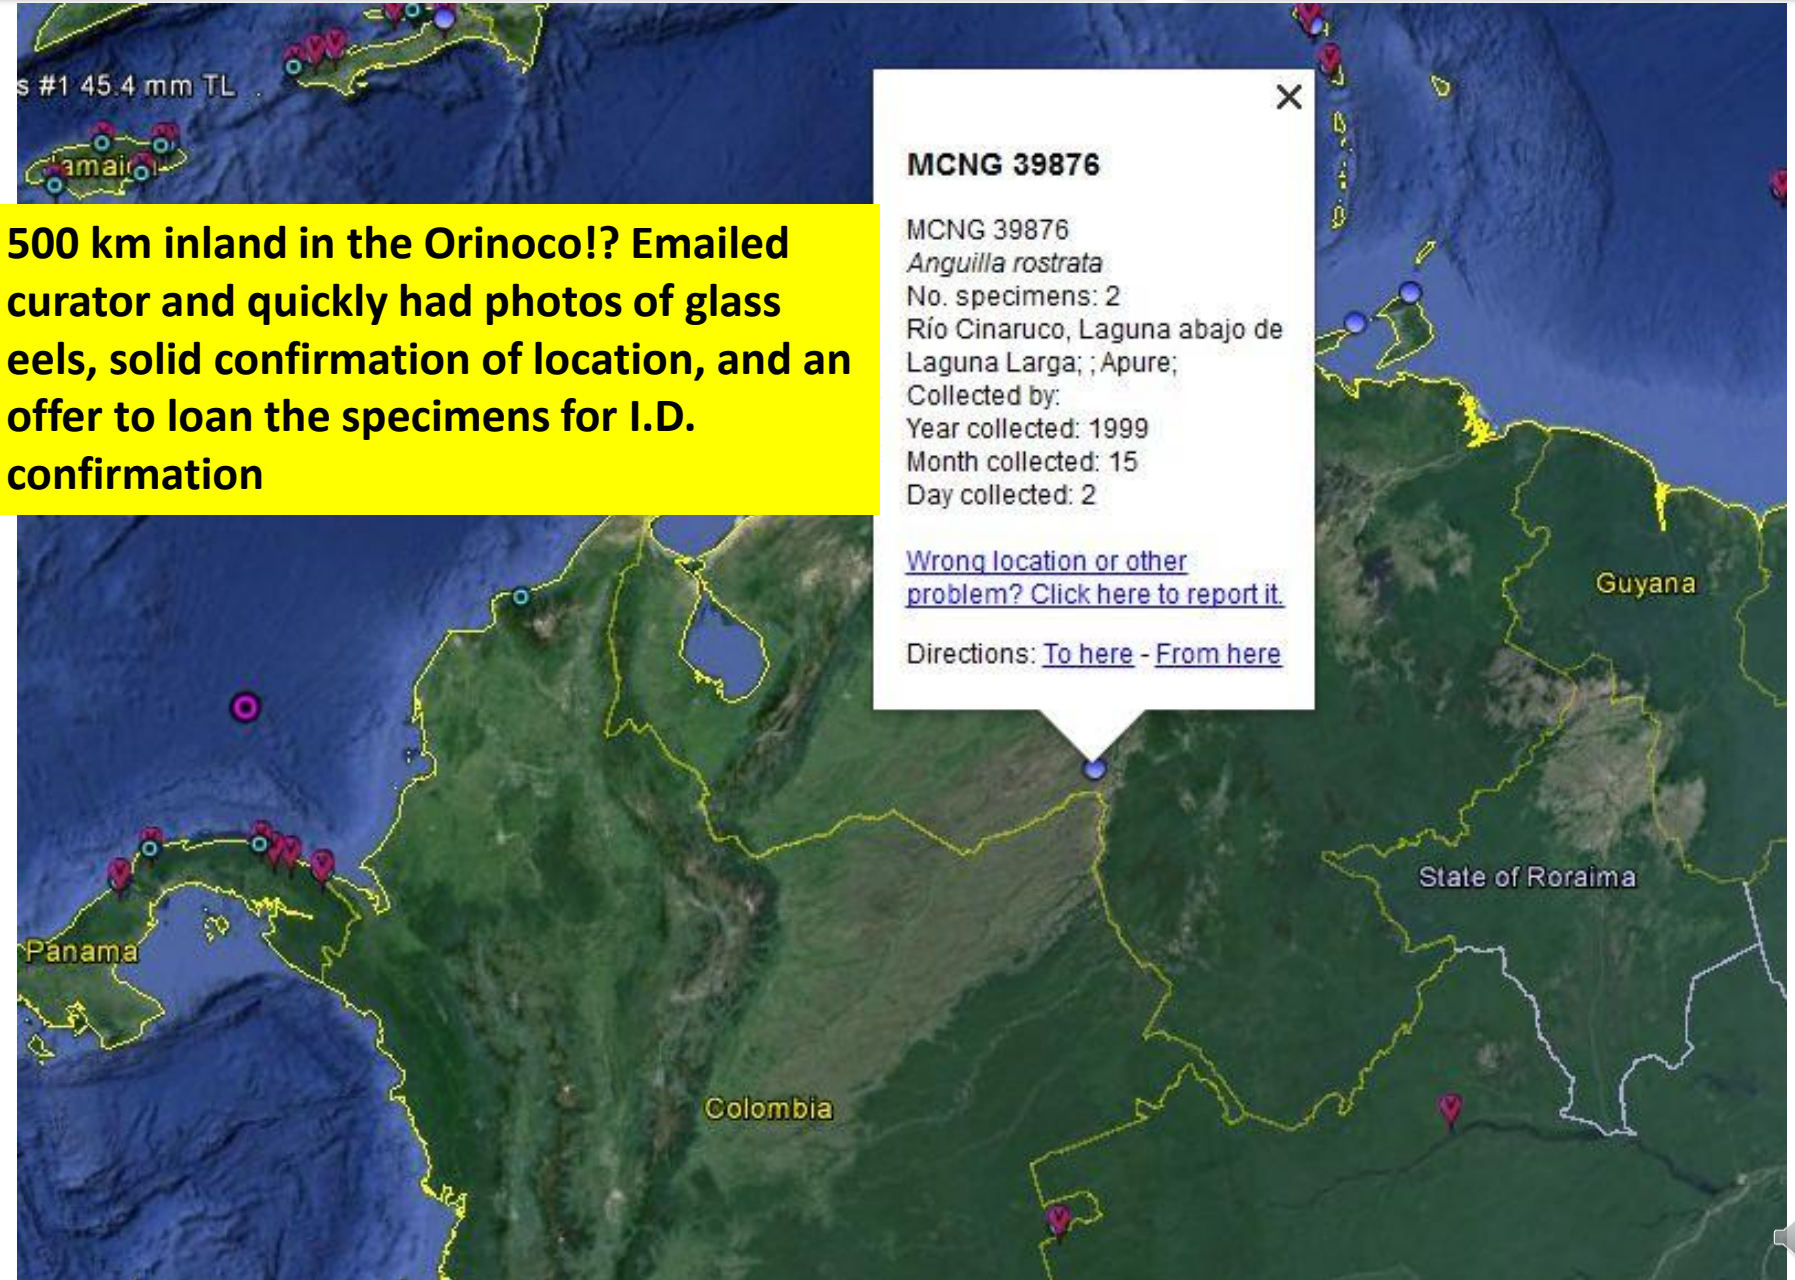 s #1 45.4 mm TL
Jamaica
500 km inland in the Orinoco!? Emailed
curator and quickly had photos of glass
eels, solid confirmation of location, and an
offer to loan the specimens for I.D.
confirmation
MCNG 39876
MCNG 39876
Anguilla rostrata
No. specimens: 2
Río Cinaruco, Laguna abajo de
Laguna Larga; ; Apure;
Collected by:
Year collected: 1999
Month collected: 15
Day collected: 2
Wrong location or other
problem? Click here to report it.
Directions: To here - From here
Guyana
State of Roraima
Panama
Colombia